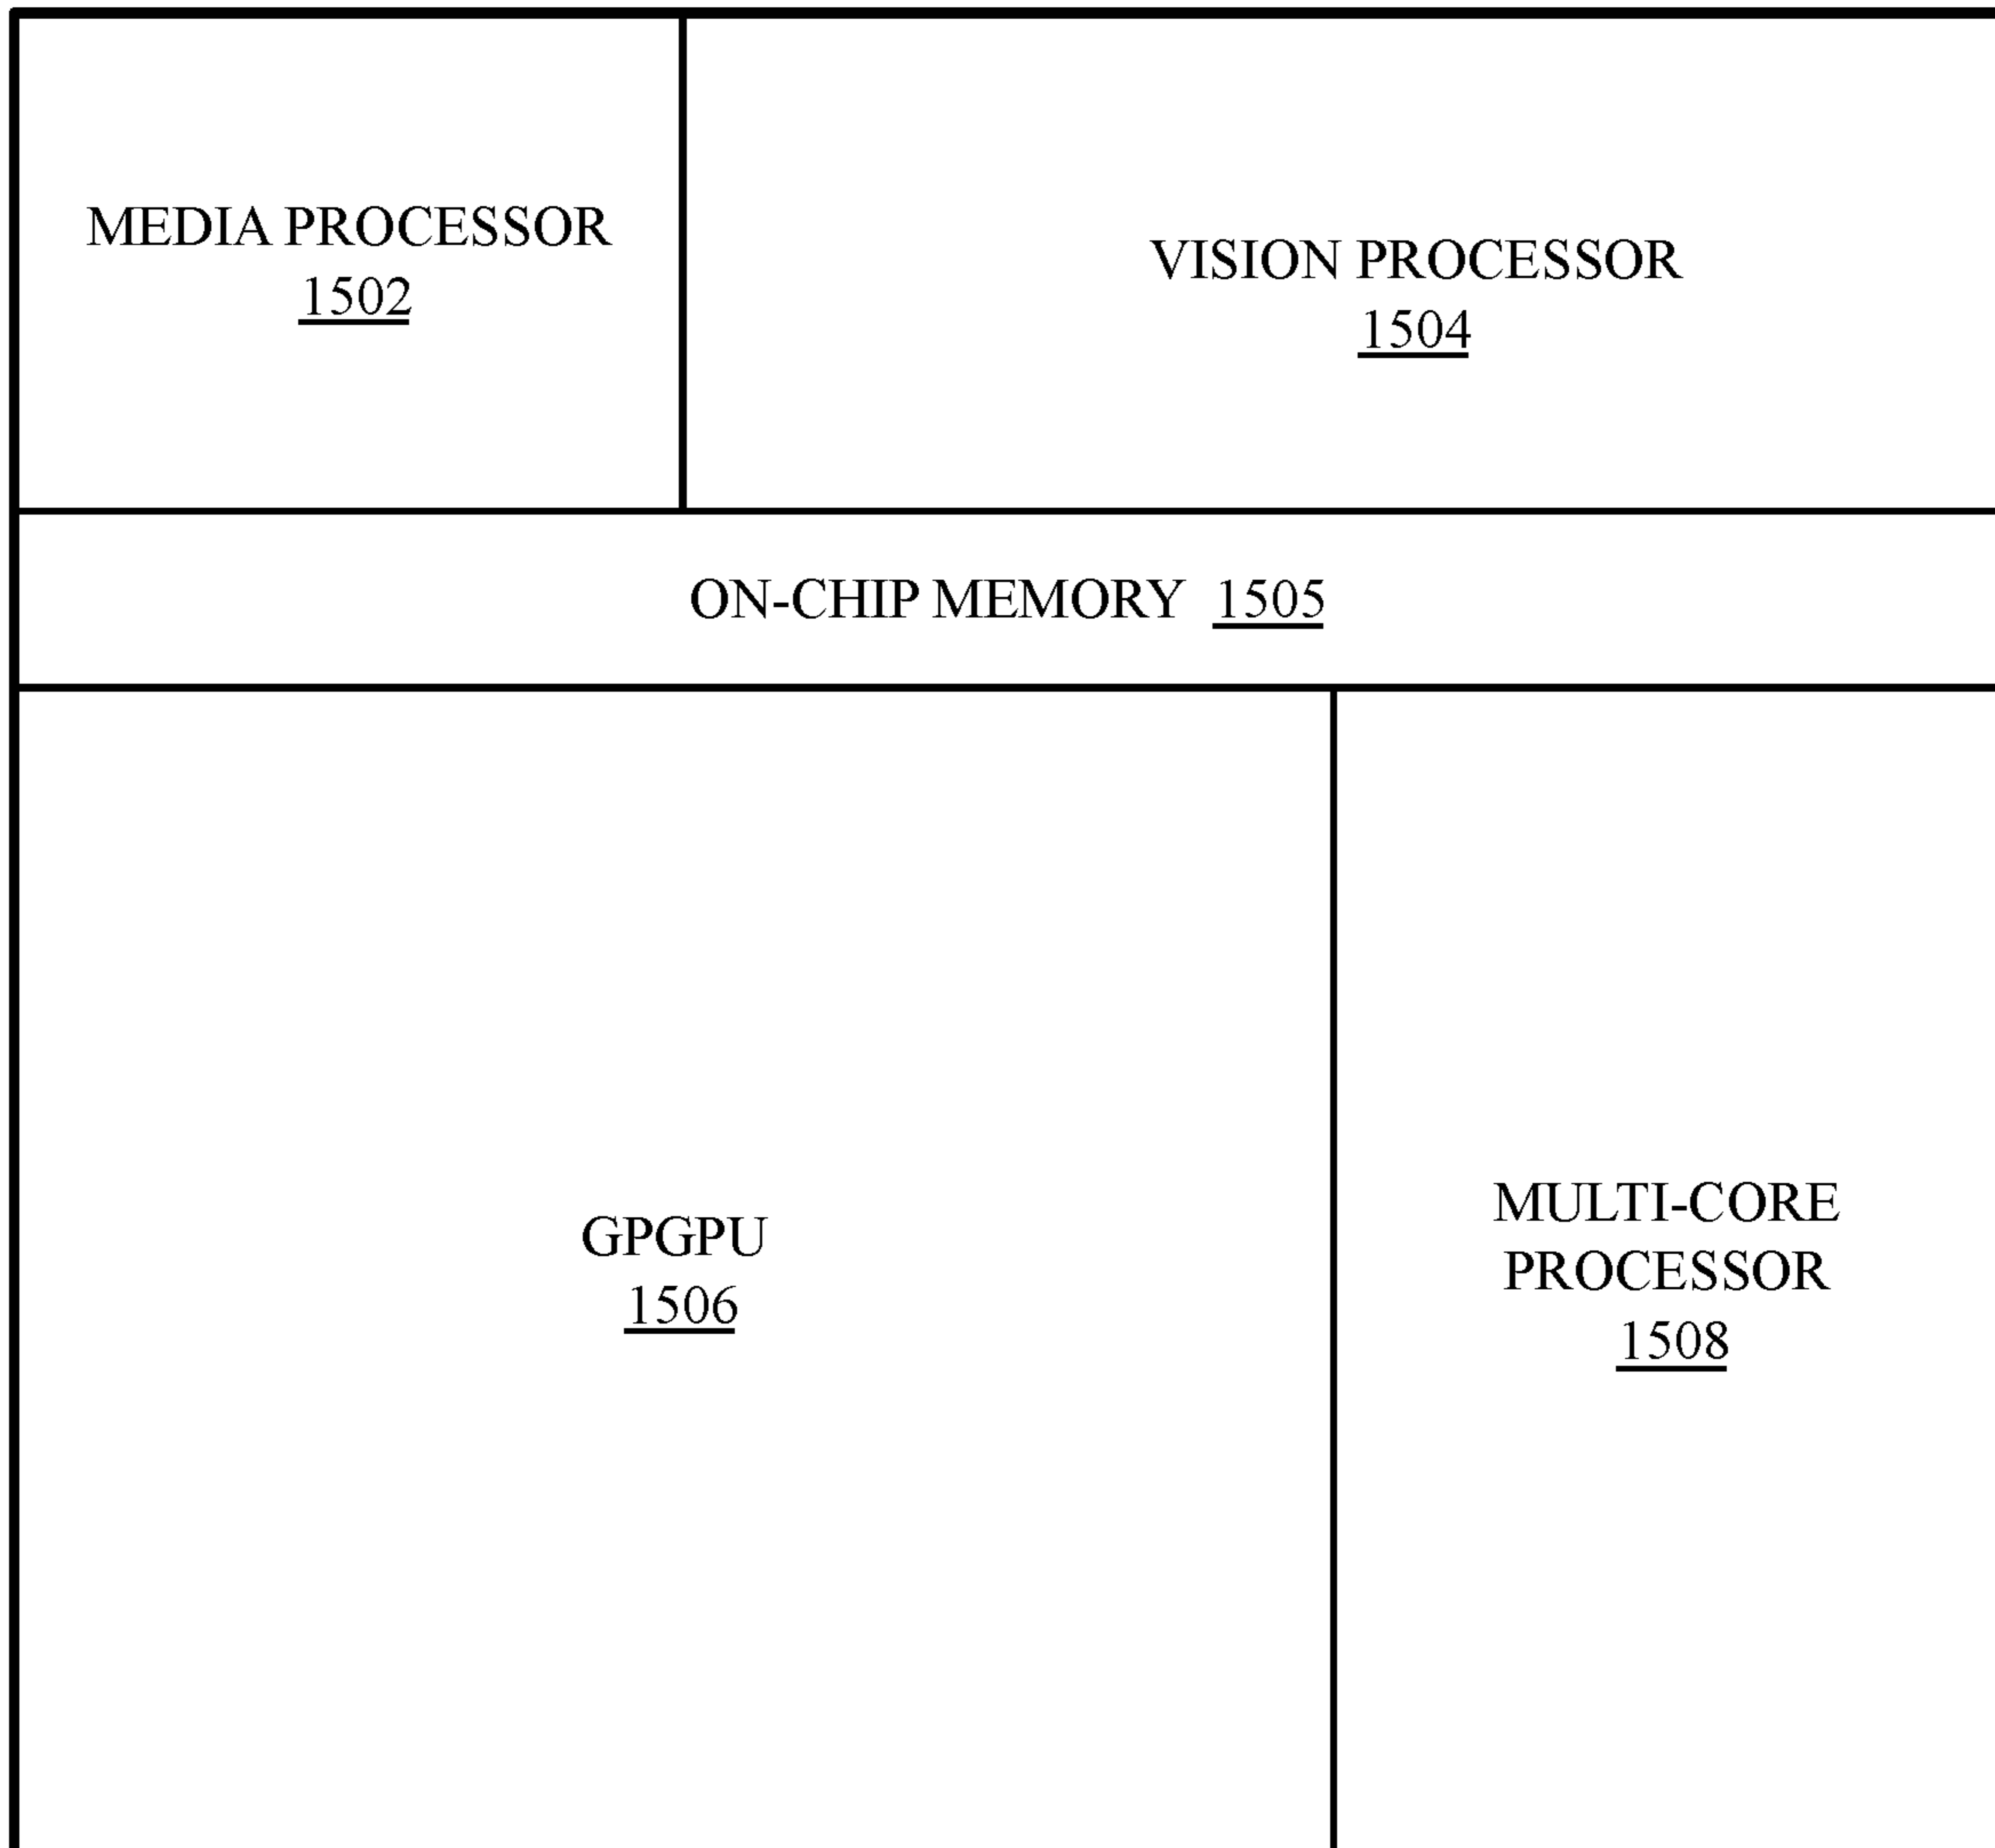 MEDIA PROCESSOR
1502
VISION PROCESSOR
1504
ON-CHIP MEMORY 1505
GPGPU
1506
MULTI-CORE
PROCESSOR
1508